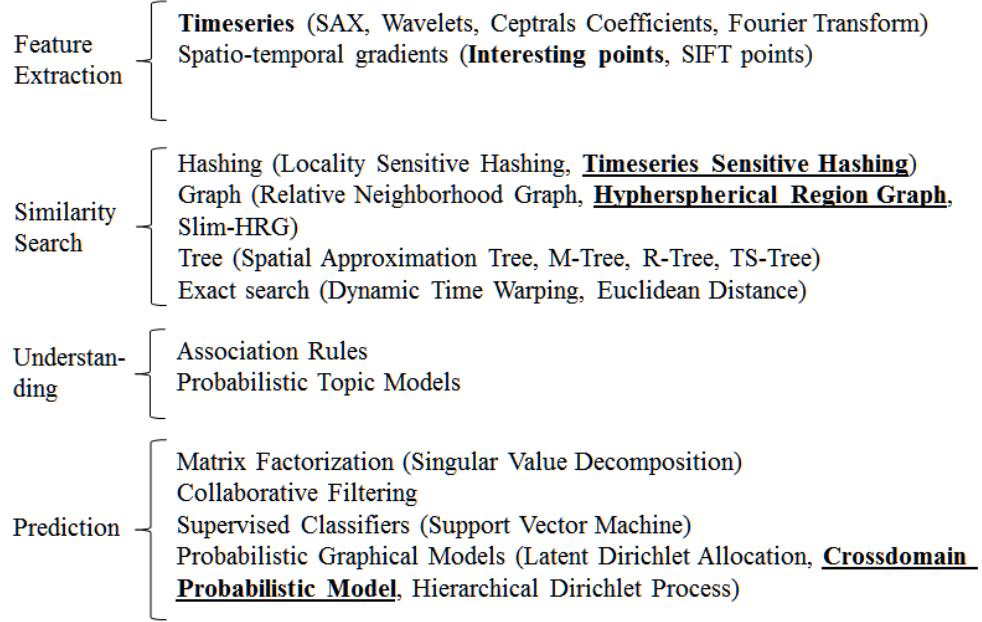 Feature
Extraction
Timeseries (SAX, Wavelets, Ceptrals Coefficients, Fourier Transform)
Spatio-temporal gradients (Interesting points, SIFT points)
Similarity
Search
Hashing (Locality Sensitive Hashing, Timeseries Sensitive Hashing)
Graph (Relative Neighborhood Graph, Hypherspherical Region Graph,
Slim-HRG)
Tree (Spatial Approximation Tree, M-Tree, R-Tree, TS-Tree)
Exact search (Dynamic Time Warping, Euclidean Distance)
Understan-
ding
Association Rules
Probabilistic Topic Models
Prediction
Matrix Factorization (Singular Value Decomposition)
Collaborative Filtering
Supervised Classifiers (Support Vector Machine)
Probabilistic Graphical Models (Latent Dirichlet Allocation, Crossdomain
Probabilistic Model, Hierarchical Dirichlet Process)